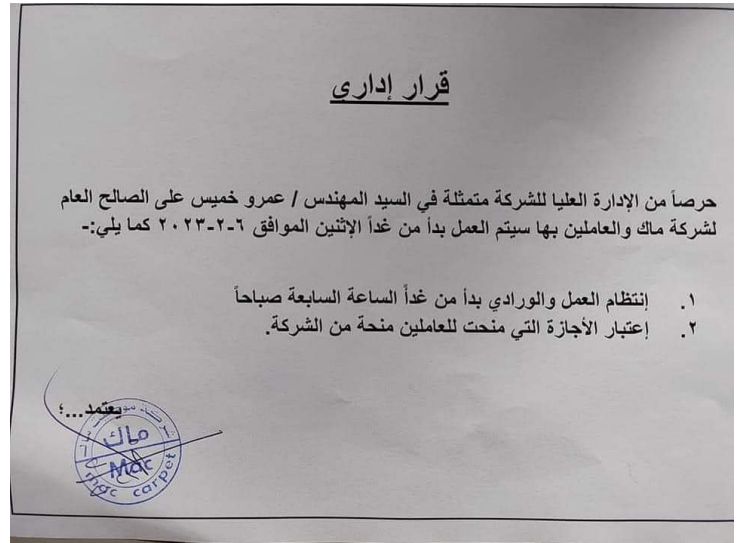 قرار إداري
حرصاً من الإدارة العليا للشركة متمثلة في السيد المهندس / عمرو خميس على الصالح العام
لشركة ماك والعاملين بها سيتم العمل بدأ من غداً الإثنين الموافق ٦-٢-٢٠٢٣ كما يلي:-
١. إنتظام العمل والورادي بدأ من غداً الساعة السابعة صباحاً
٢. إعتبار الأجازة التي منحت للعاملين منحة من الشركة.
يعتمد...؛
ماك
Mac
mac carpet